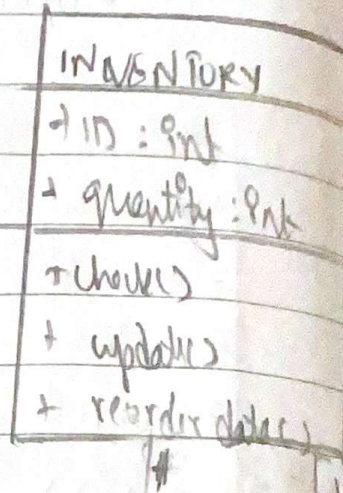 INVENTORY
+ ID : int
+ quantity : int
+ check()
+ update()
+ reorder date()